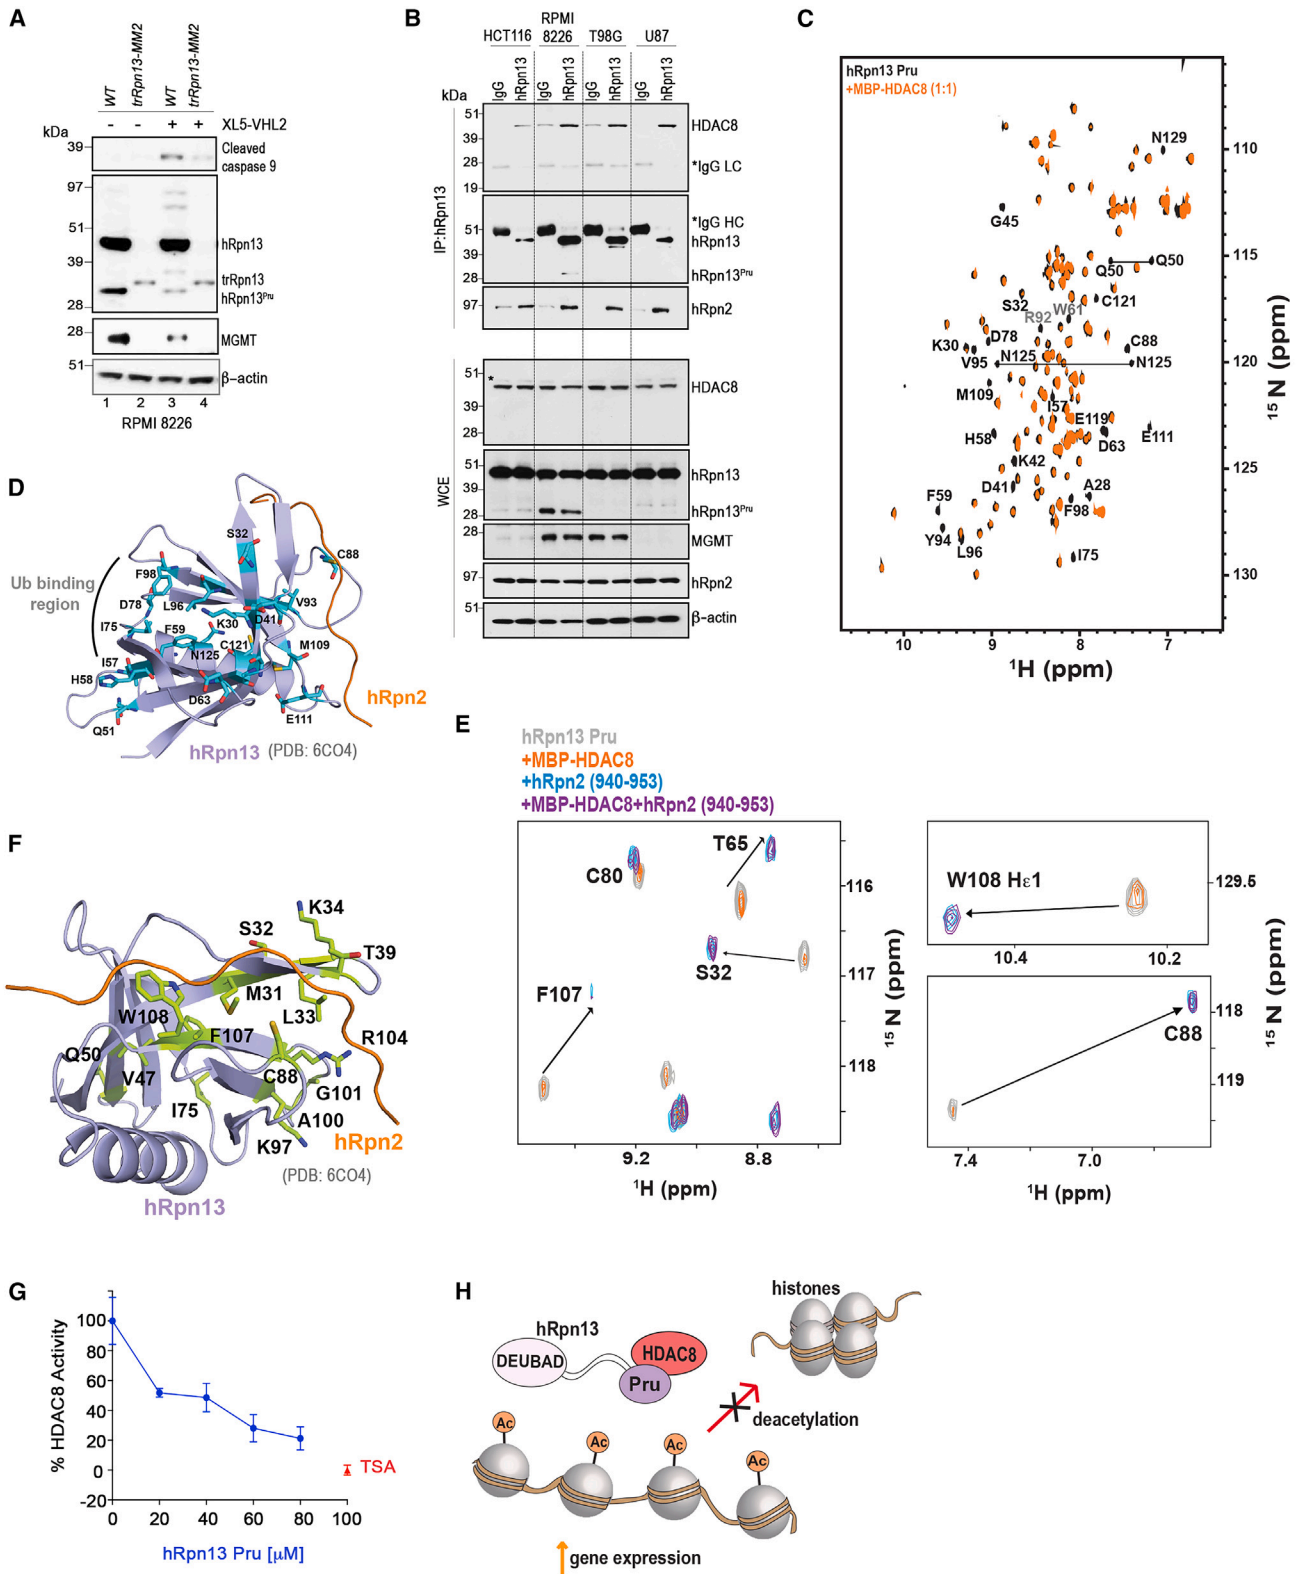 A
WT
trRpn13-MM2
WT
trRpn13-MM2
- - + + XL5-VHL2
kDa
39
Cleaved
caspase 9
97
51
hRpn13
39
trRpn13
hRpn13Pru
28
28
MGMT
51
β-actin
1 2 3 4
RPMI 8226
B
HCT116
RPMI
8226
T98G
U87
kDa
IgG
hRpn13
IgG
hRpn13
IgG
hRpn13
IgG
hRpn13
IP:hRpn13
51
HDAC8
39
28
*IgG LC
19
51
*IgG HC
hRpn13
39
hRpn13Pru
28
97
hRpn2
WCE
51
*
HDAC8
39
28
51
hRpn13
39
hRpn13Pru
28
28
MGMT
97
hRpn2
51
β-actin
C
hRpn13 Pru
+MBP-HDAC8 (1:1)
N129
110
G45
115
Q50
Q50
S32
C121
R92
W61
K30
D78
C88
V95
N125
N125
120
M109
I57
E119
H58
D63
E111
K42
125
D41
A28
F59
F98
Y94
L96
I75
130
10 9 8 7
¹H (ppm)
¹⁵N (ppm)
D
S32
C88
Ub binding
region
F98
D78
L96
V93
K30
D41
I75
F59
C121
M109
N125
I57
H58
D63
E111
Q51
hRpn2
hRpn13 (PDB: 6CO4)
E
hRpn13 Pru
+MBP-HDAC8
+hRpn2 (940-953)
+MBP-HDAC8+hRpn2 (940-953)
T65
C80
116
S32
117
F107
118
9.2 8.8
¹H (ppm)
¹⁵N (ppm)
W108 Hε1
129.5
10.4 10.2
118
C88
119
7.4 7.0
¹H (ppm)
¹⁵N (ppm)
F
K34
S32
T39
M31
W108
L33
F107
R104
Q50
V47
C88
G101
I75
A100
K97
hRpn2
(PDB: 6CO4)
hRpn13
G
% HDAC8 Activity
100
80
60
40
20
0
-20
TSA
0 20 40 60 80 100
hRpn13 Pru [μM]
H
histones
hRpn13
DEUBAD
HDAC8
Pru
deacetylation
Ac
Ac
Ac
Ac
gene expression